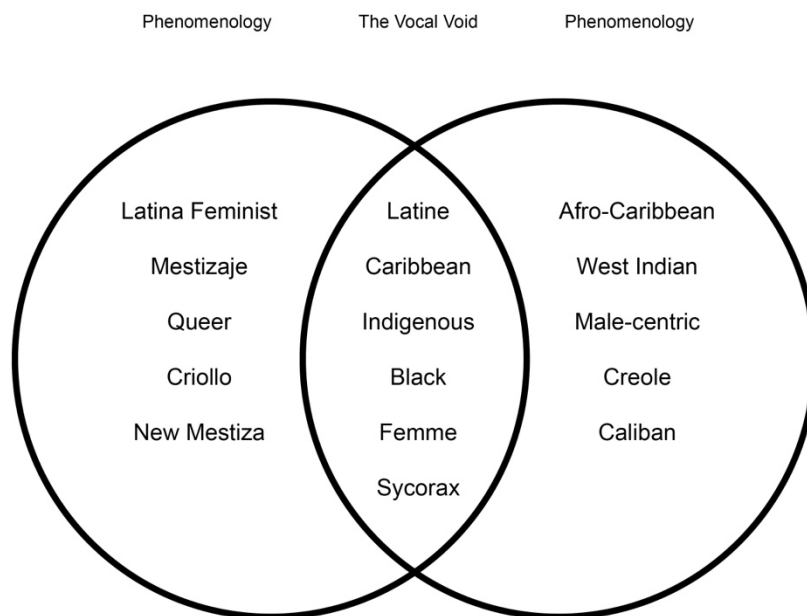 Phenomenology
The Vocal Void
Phenomenology
Latina Feminist
Mestizaje
Queer
Criollo
New Mestiza
Latine
Caribbean
Indigenous
Black
Femme
Sycorax
Afro-Caribbean
West Indian
Male-centric
Creole
Caliban